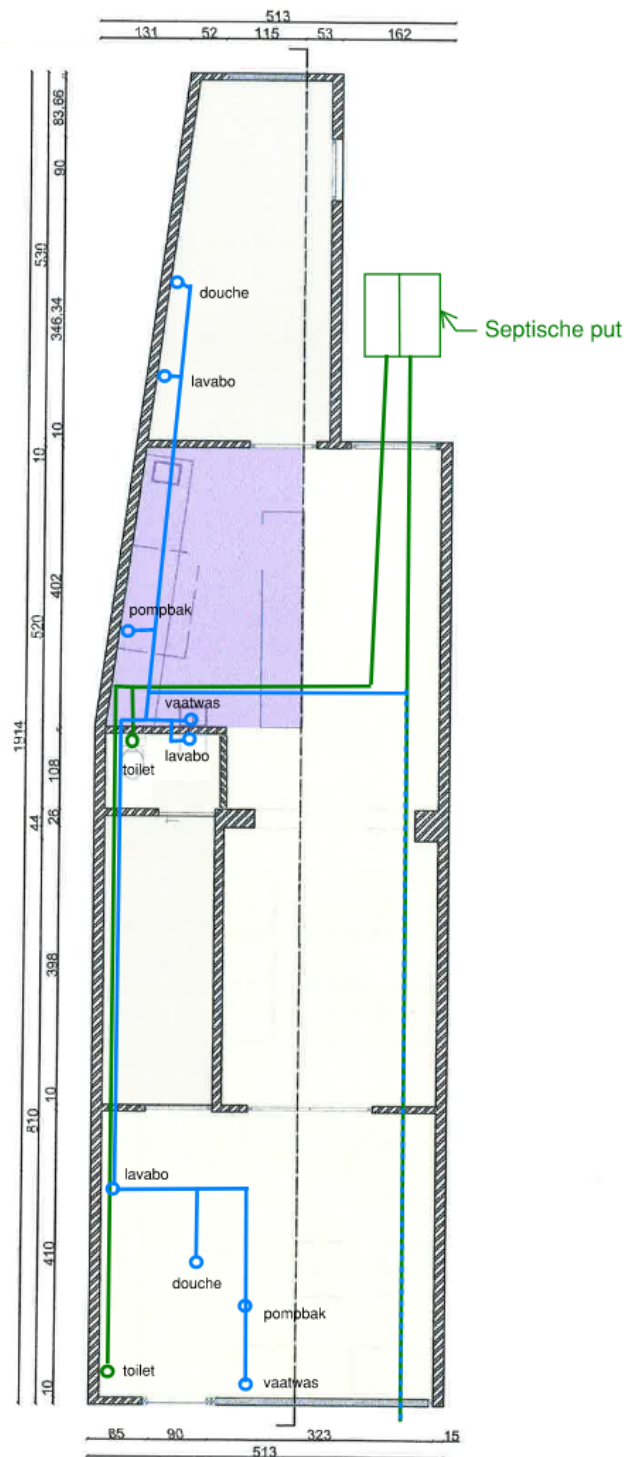 513
131 52 115 53 162
83.66
90
530
346.34
douche
Septische put
lavabo
10
10
402
pompbak
520
vaatwas
1914
lavabo
toilet
108
44
26
398
10
810
lavabo
410
douche
pompbak
toilet
vaatwas
10
85 90 323 15
513